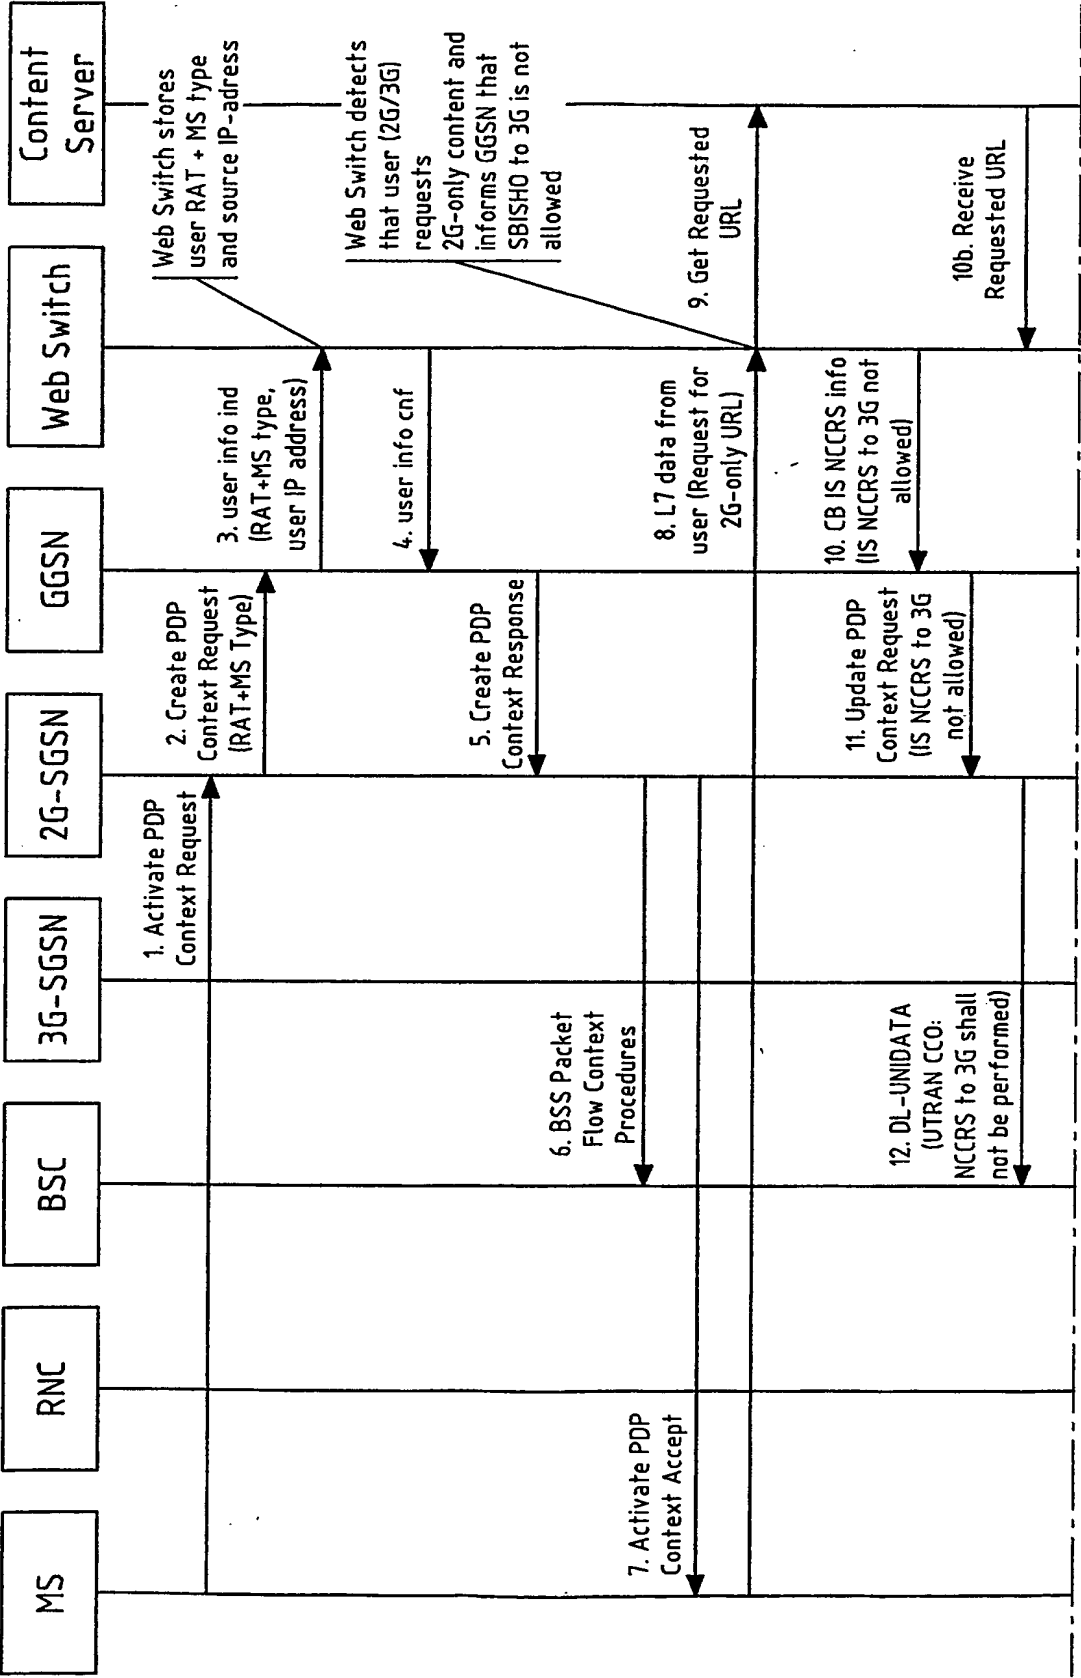 MS
RNC
BSC
3G-SGSN
2G-SGSN
GGSN
Web Switch
Content
Server
1. Activate PDP
Context Request
2. Create PDP
Context Request
(RAT+MS Type)
3. user info ind
(RAT+MS type,
user IP address)
Web Switch stores
user RAT + MS type
and source IP-adress
4. user info cnf
5. Create PDP
Context Response
6. BSS Packet
Flow Context
Procedures
7. Activate PDP
Context Accept
8. L7 data from
user (Request for
2G-only URL)
Web Switch detects
that user (2G/3G)
requests
2G-only content and
informs GGSN that
SBISHO to 3G is not
allowed
9. Get Requested
URL
10. CB IS NCCRS info
(IS NCCRS to 3G not
allowed)
10b. Receive
Requested URL
11. Update PDP
Context Request
(IS NCCRS to 3G
not allowed)
12. DL-UNIDATA
(UTRAN CCO:
NCCRS to 3G shall
not be performed)